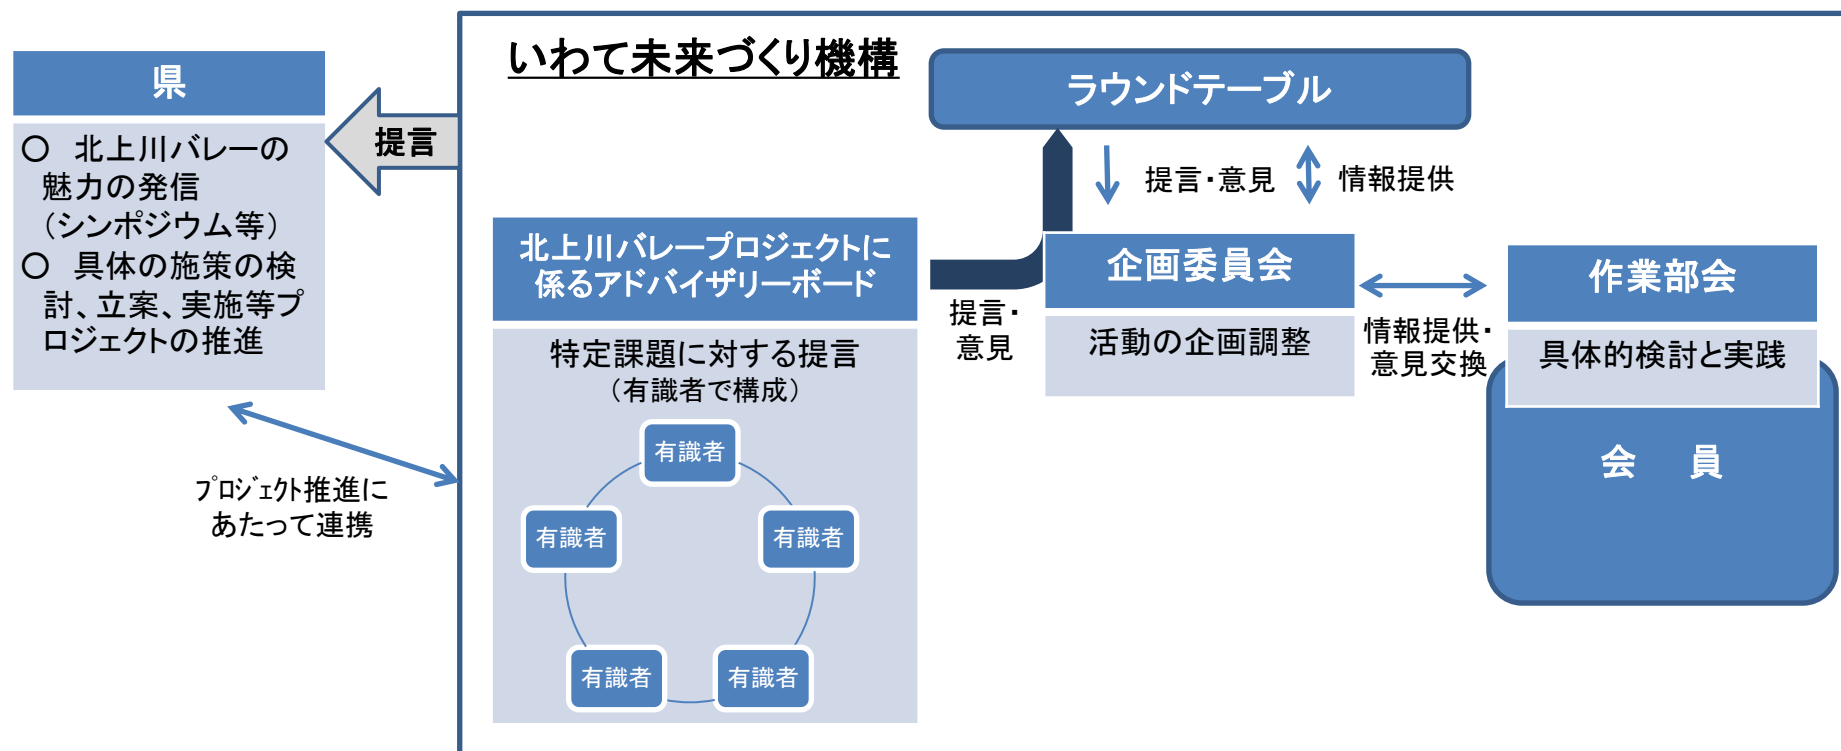 いわて未来づくり機構
県
○ 北上川バレーの
魅力の発信
（シンポジウム等）
○ 具体の施策の検
討、立案、実施等プ
ロジェクトの推進
提言
プロジェクト推進に
あたって連携
ラウンドテーブル
提言・意見
情報提供
北上川バレープロジェクトに
係るアドバイザリーボード
特定課題に対する提言
（有識者で構成）
有識者
有識者
有識者
有識者
有識者
提言・
意見
企画委員会
活動の企画調整
情報提供・
意見交換
作業部会
具体的検討と実践
会 員